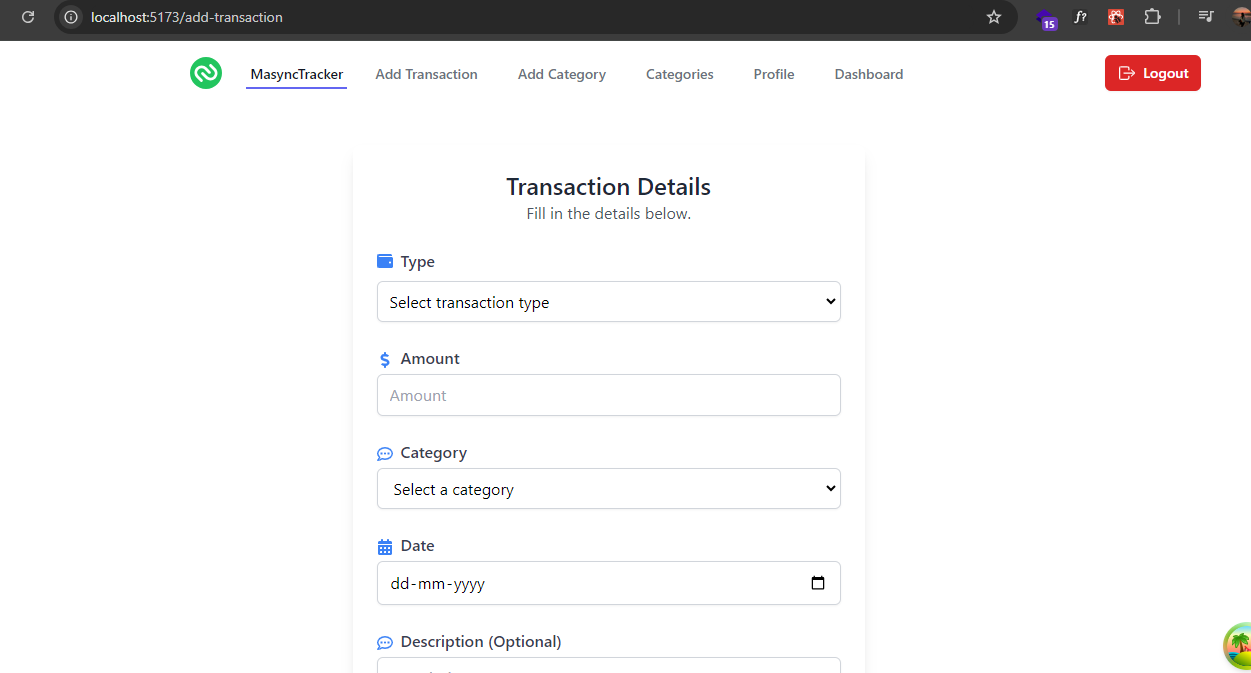 localhost:5173/add-transaction
15
f?
MasyncTracker Add Transaction Add Category Categories Profile Dashboard Logout
Transaction Details
Fill in the details below.
Type
Select transaction type
$ Amount
Amount
Category
Select a category
Date
dd-mm-yyyy
Description (Optional)